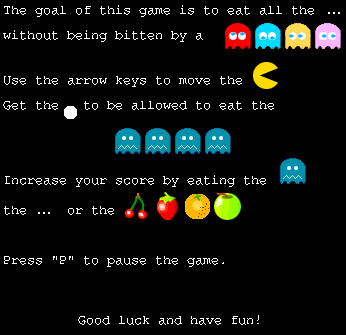 The goal of this game is to eat all the ...
without being bitten by a
Use the arrow keys to move the
Get the to be allowed to eat the
Increase your score by eating the
the ... or the
Press "P" to pause the game.
Good luck and have fun!